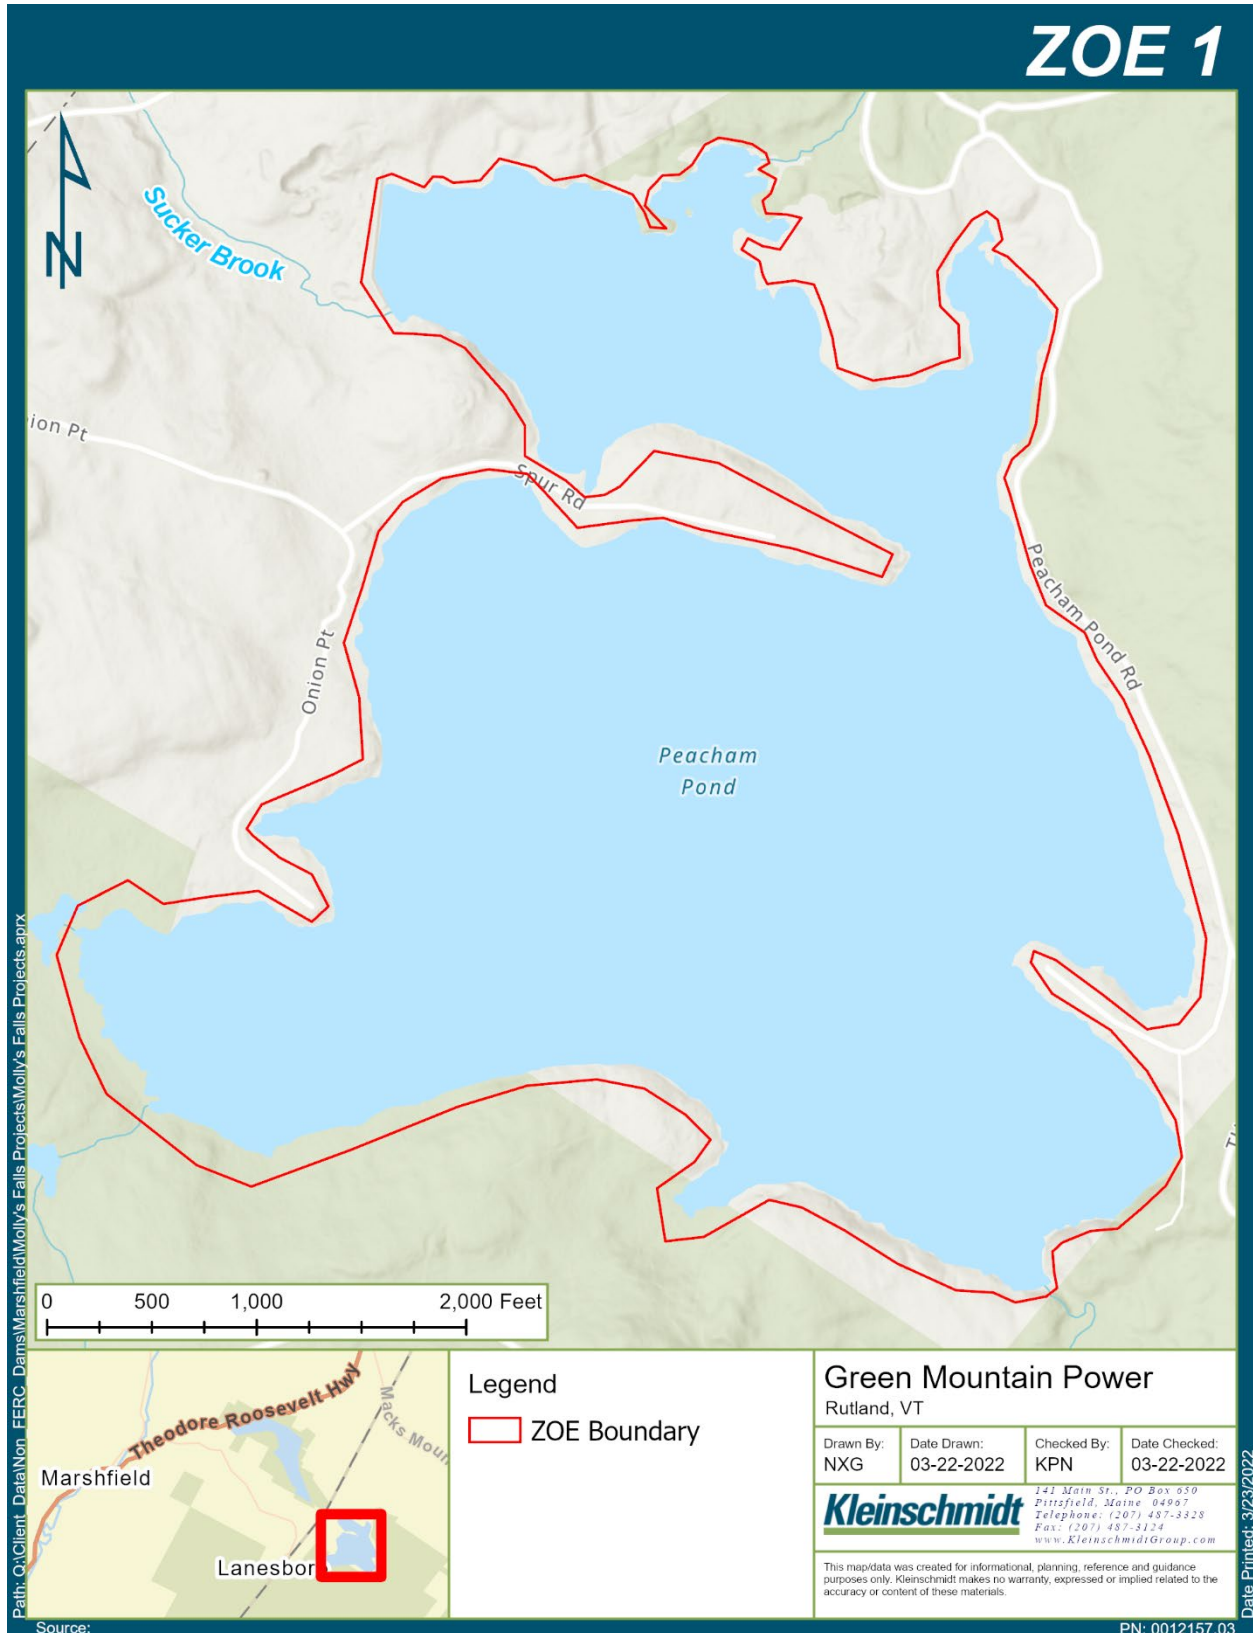 ZOE 1
N
Sucker Brook
ion Pt
Spur Rd
Onion Pt
Peacham Pond Rd
Peacham
Pond
0 500 1,000 2,000 Feet
Theodore Roosevelt Hwy
Macks Moun
Marshfield
Lanesbor
Legend
ZOE Boundary
Green Mountain Power
Rutland, VT
Drawn By: NXG
Date Drawn: 03-22-2022
Checked By: KPN
Date Checked: 03-22-2022
Kleinschmidt
141 Main St., PO Box 650
Pittsfield, Maine 04967
Telephone: (207) 487-3328
Fax: (207) 487-3124
www.KleinschmidtGroup.com
This map/data was created for informational, planning, reference and guidance
purposes only. Kleinschmidt makes no warranty, expressed or implied related to the
accuracy or content of these materials.
Path: Q:\Client_Data\Non_FERC_Dams\Marshfield\Molly's Falls Projects\Molly's Falls Projects.aprx
Date Printed: 3/23/2022
Source:
PN: 0012157.03